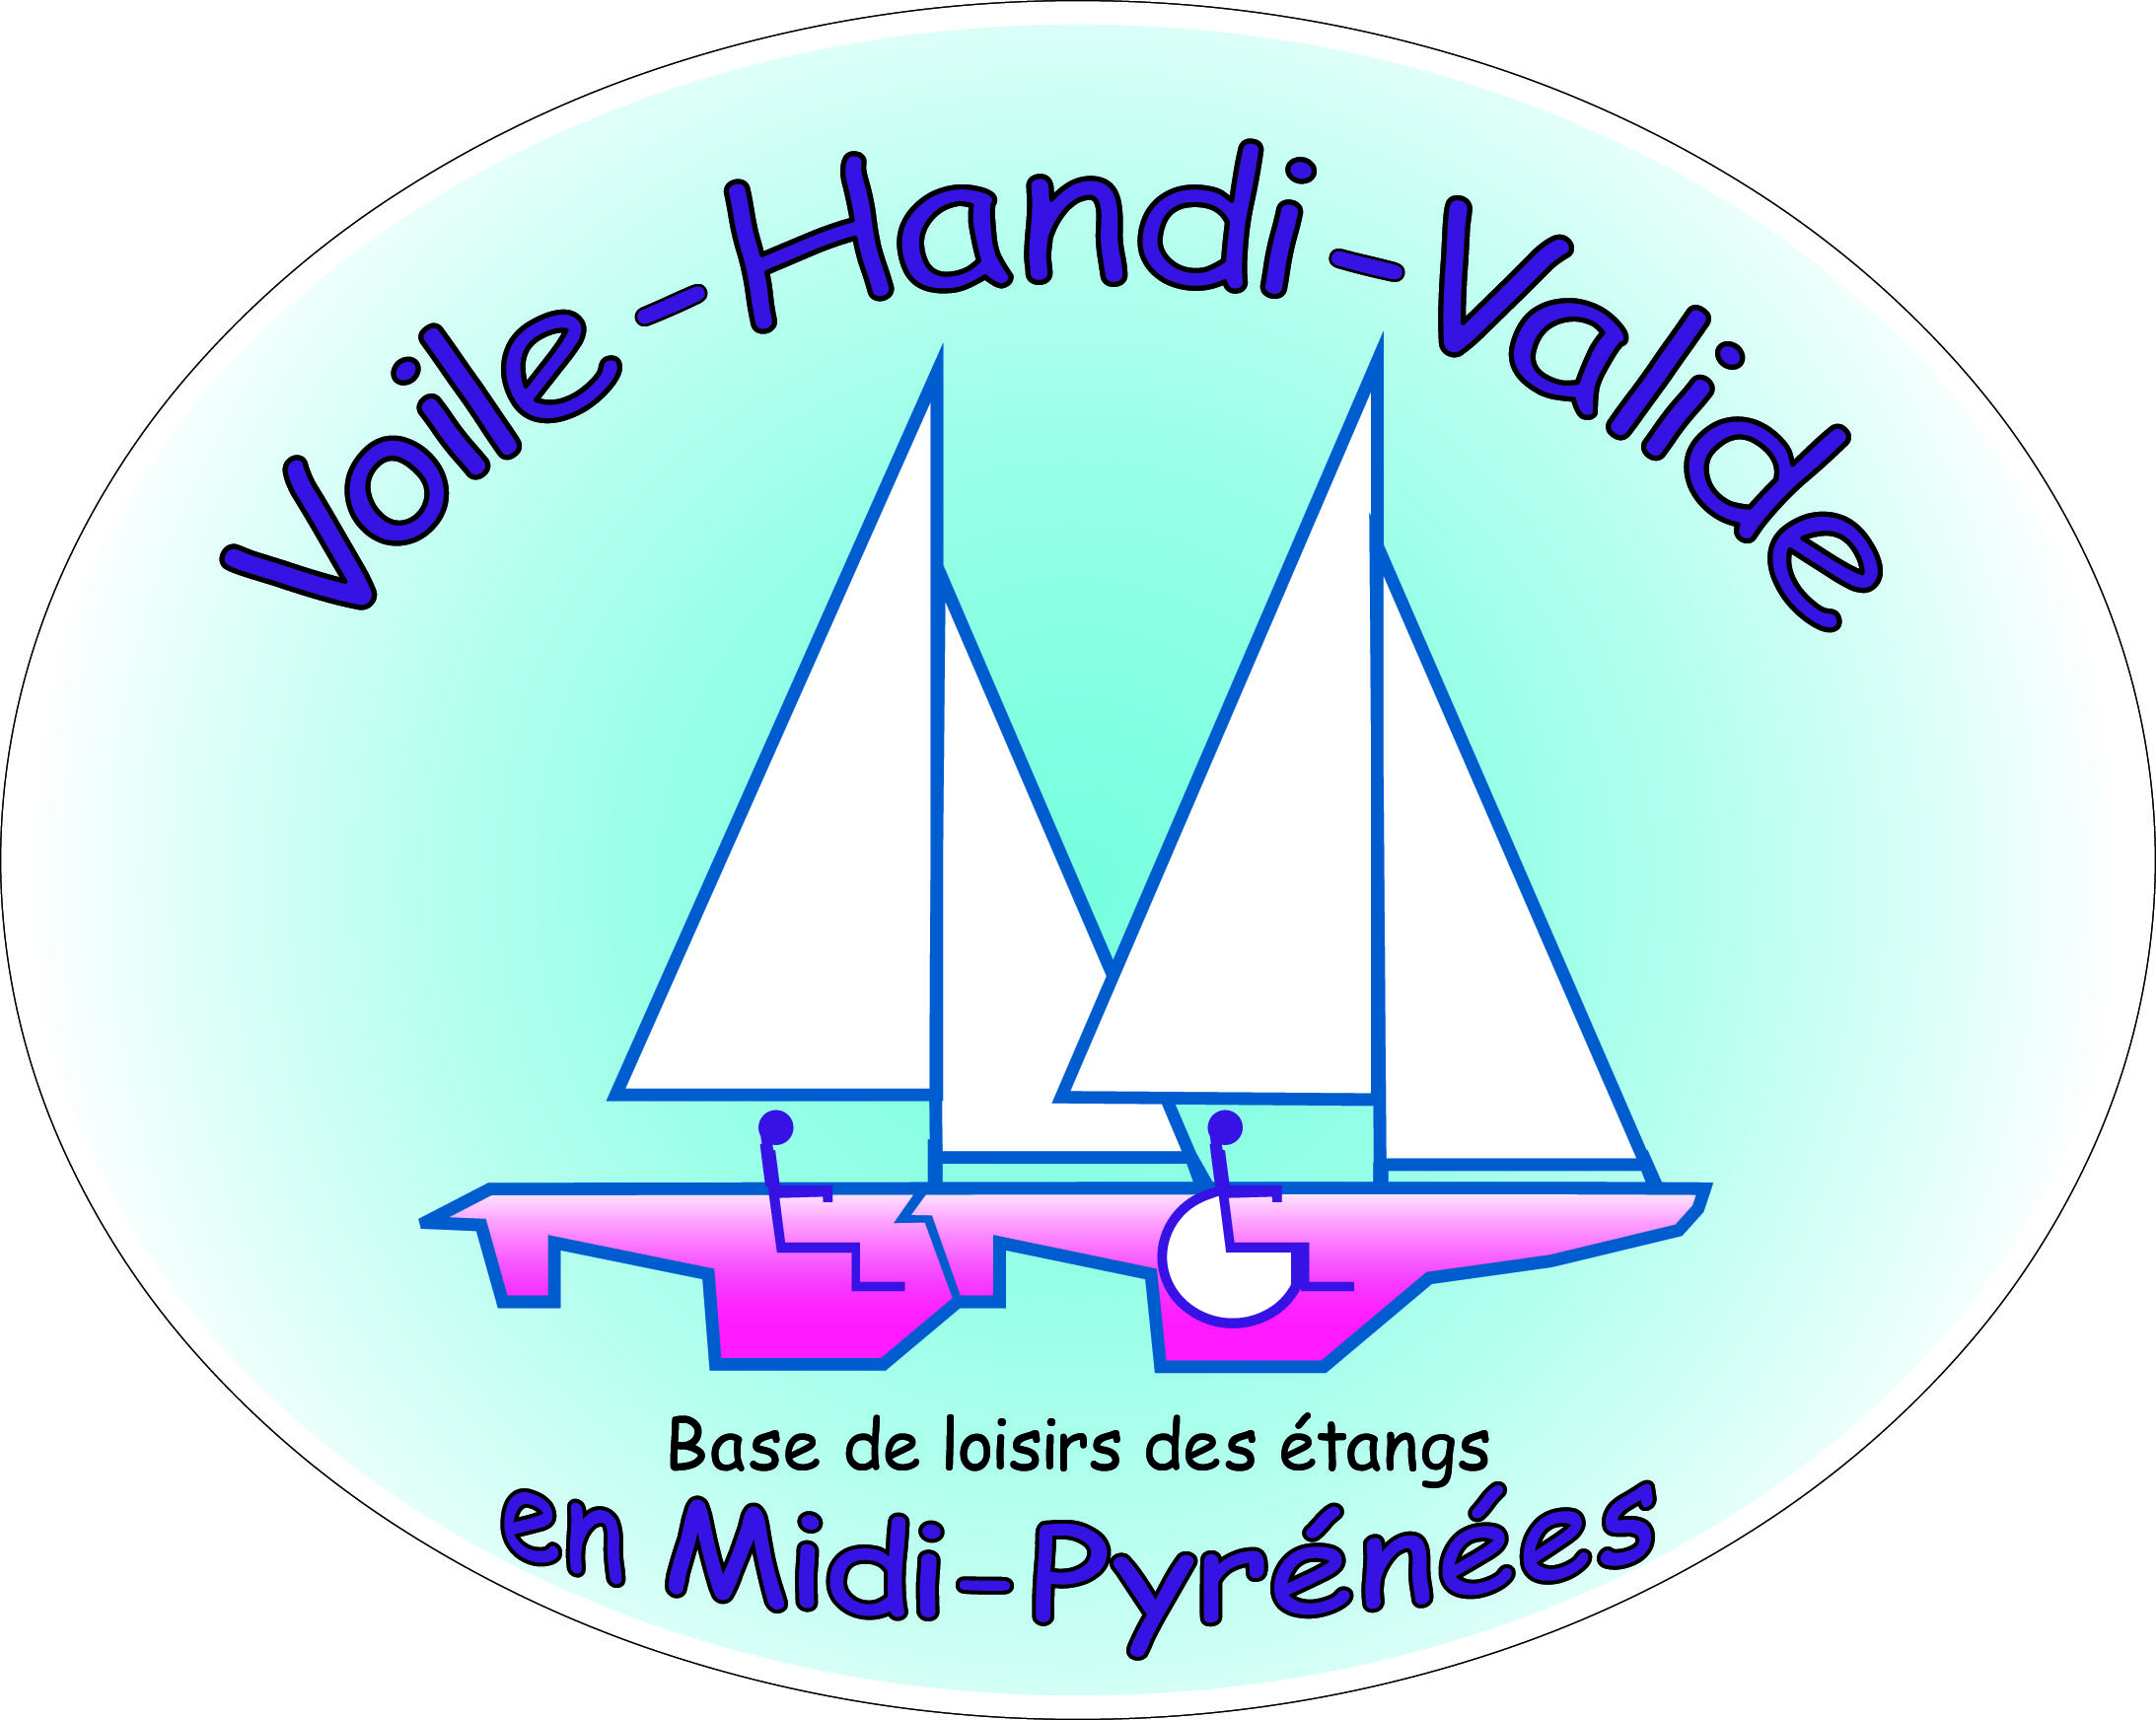 Voile-Handi-Valide
Base de loisirs des étangs
en Midi-Pyrénées